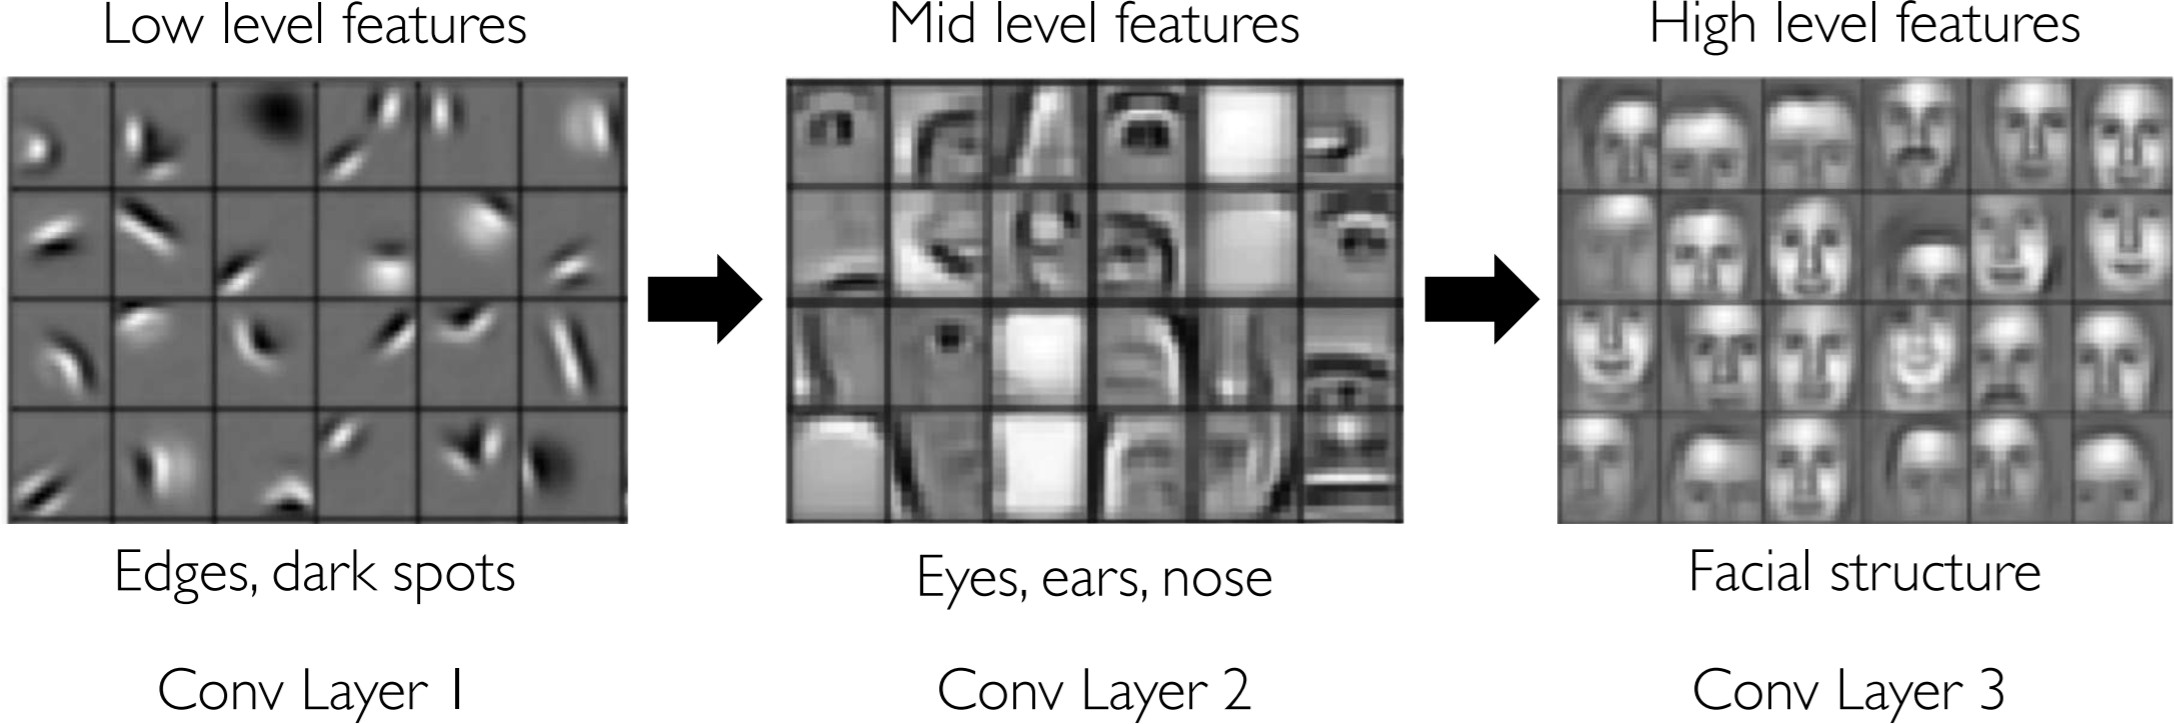 Low level features
Mid level features
High level features
Edges, dark spots
Eyes, ears, nose
Facial structure
Conv Layer 1
Conv Layer 2
Conv Layer 3